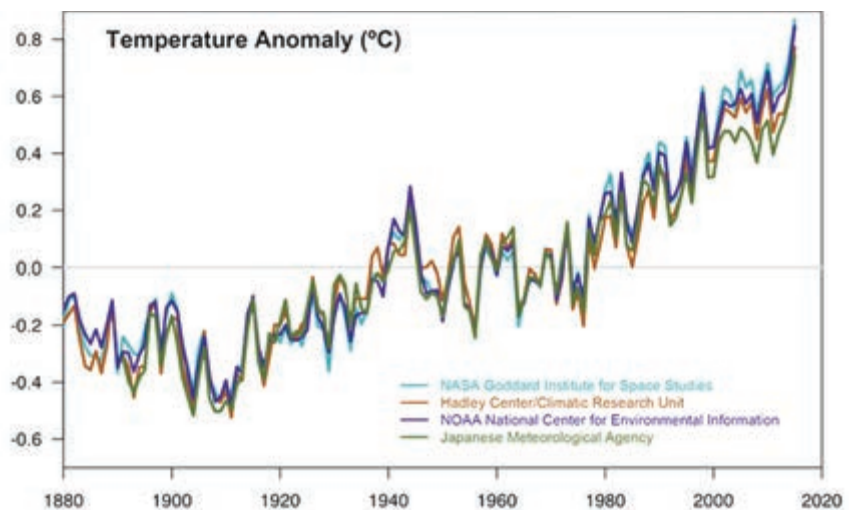 Temperature Anomaly (ºC)
0.8
0.6
0.4
0.2
0.0
-0.2
-0.4
-0.6
NASA Goddard Institute for Space Studies
Hadley Center/Climatic Research Unit
NOAA National Center for Environmental Information
Japanese Meteorological Agency
1880 1900 1920 1940 1960 1980 2000 2020